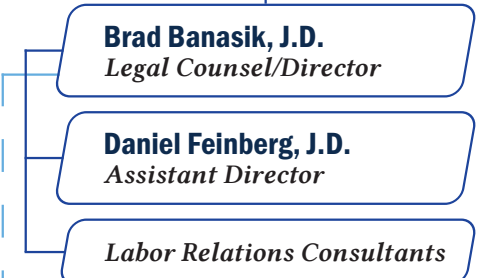 Brad Banasik, J.D.
Legal Counsel/Director
Daniel Feinberg, J.D.
Assistant Director
Labor Relations Consultants